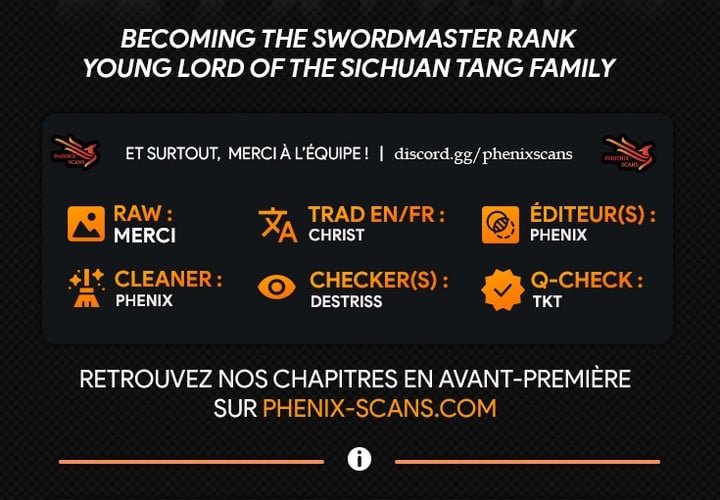 BECOMING THE SWORDMASTER RANK
YOUNG LORD OF THE SICHUAN TANG FAMILY
PHOENIX
SCANS
ET SURTOUT, MERCI À L'ÉQUIPE ! | discord.gg/phenixscans
PHOENIX
SCANS
RAW :
MERCI
TRAD EN/FR :
CHRIST
ÉDITEUR(S) :
PHENIX
CLEANER :
PHENIX
CHECKER(S) :
DESTRISS
Q-CHECK :
TKT
RETROUVEZ NOS CHAPITRES EN AVANT-PREMIÈRE
SUR PHENIX-SCANS.COM